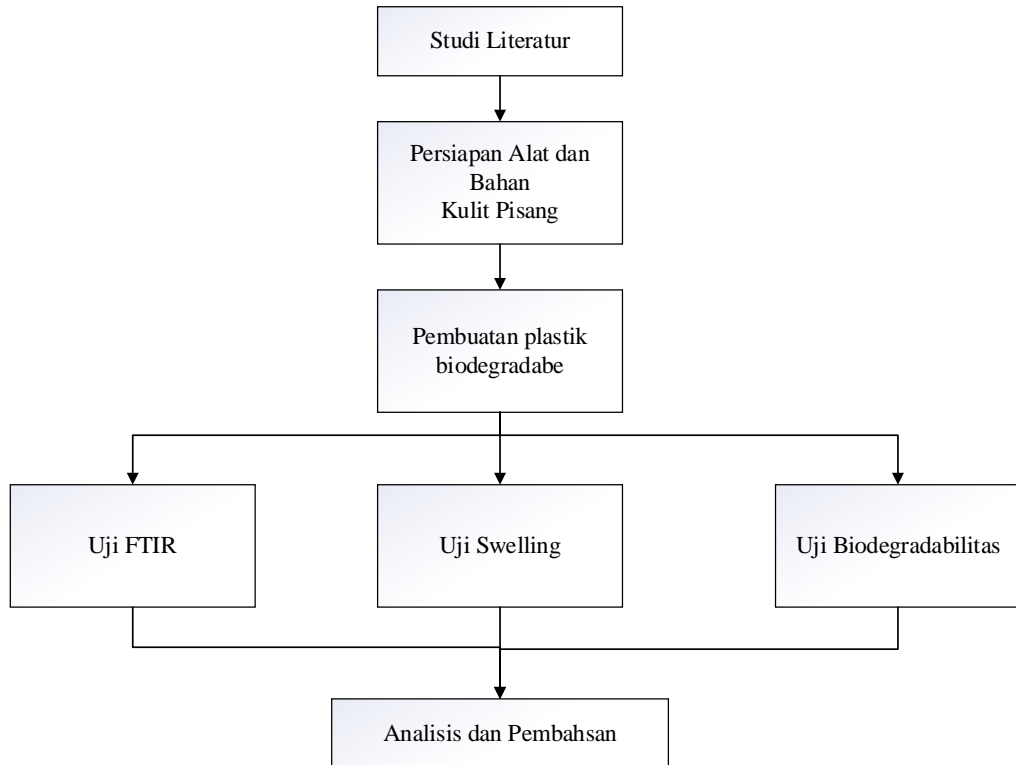 Studi Literatur
Persiapan Alat dan
Bahan
Kulit Pisang
Pembuatan plastik
biodegradabe
Uji FTIR
Uji Swelling
Uji Biodegradabilitas
Analisis dan Pembahsan